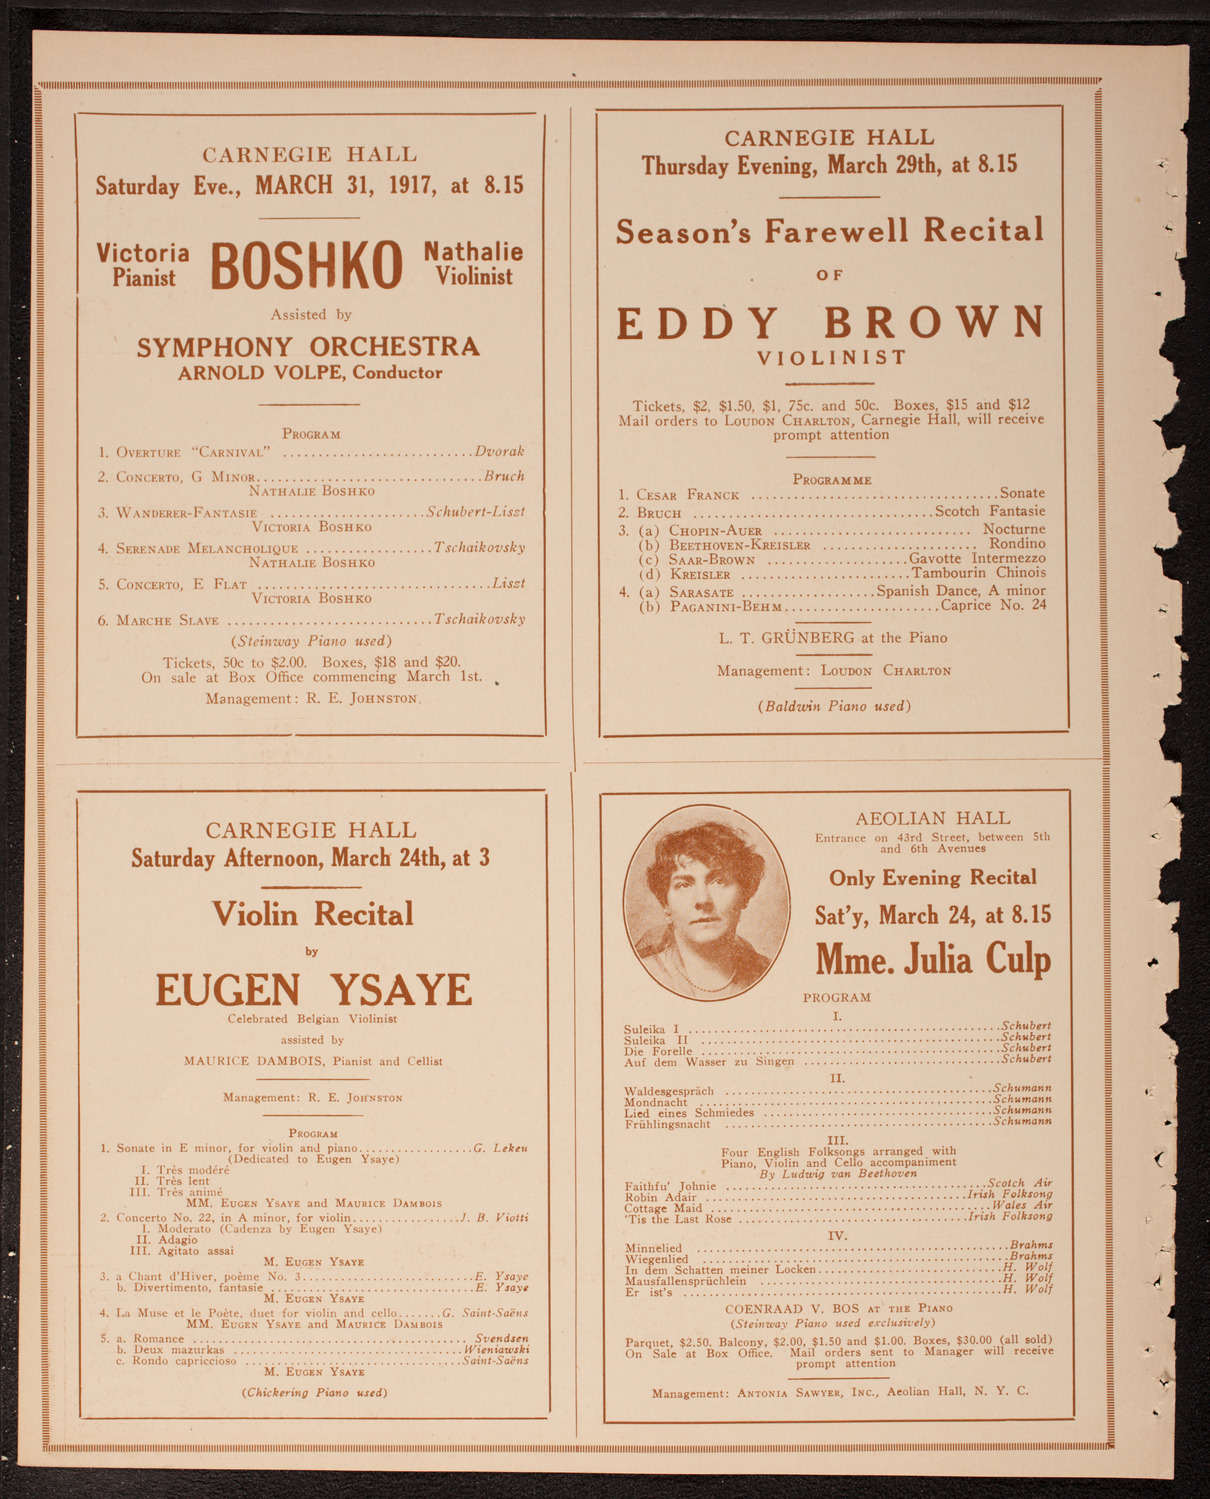 CARNEGIE HALL
Saturday Eve., MARCH 31, 1917, at 8.15
Victoria Pianist BOSHKO Nathalie Violinist
Assisted by
SYMPHONY ORCHESTRA
ARNOLD VOLPE, Conductor
PROGRAM
1. OVERTURE "CARNIVAL" ..........................Dvorak
2. CONCERTO, G MINOR...............................Bruch
NATHALIE BOSHKO
3. WANDERER-FANTASIE .....................Schubert-Liszt
VICTORIA BOSHKO
4. SERENADE MELANCHOLIQUE .................Tschaikovsky
NATHALIE BOSHKO
5. CONCERTO, E FLAT ................................Liszt
VICTORIA BOSHKO
6. MARCHE SLAVE ............................Tschaikovsky
(Steinway Piano used)
Tickets, 50c to $2.00. Boxes, $18 and $20.
On sale at Box Office commencing March 1st.
Management: R. E. JOHNSTON.
CARNEGIE HALL
Thursday Evening, March 29th, at 8.15
Season's Farewell Recital
OF
EDDY BROWN
VIOLINIST
Tickets, $2, $1.50, $1, 75c. and 50c. Boxes, $15 and $12
Mail orders to LOUDON CHARLTON, Carnegie Hall, will receive
prompt attention
PROGRAMME
1. CESAR FRANCK ..................................Sonate
2. BRUCH .................................Scotch Fantasie
3. (a) CHOPIN-AUER ........................... Nocturne
(b) BEETHOVEN-KREISLER ..................... Rondino
(c) SAAR-BROWN ...................Gavotte Intermezzo
(d) KREISLER .......................Tambourin Chinois
4. (a) SARASATE ..................Spanish Dance, A minor
(b) PAGANINI-BEHM.....................Caprice No. 24
L. T. GRÜNBERG at the Piano
Management: LOUDON CHARLTON
(Baldwin Piano used)
CARNEGIE HALL
Saturday Afternoon, March 24th, at 3
Violin Recital
by
EUGEN YSAYE
Celebrated Belgian Violinist
assisted by
MAURICE DAMBOIS, Pianist and Cellist
Management: R. E. JOHNSTON
PROGRAM
1. Sonate in E minor, for violin and piano.................G. Lekeu
(Dedicated to Eugen Ysaye)
I. Très modéré
II. Très lent
III. Très animé
MM. EUGEN YSAYE and MAURICE DAMBOIS
2. Concerto No. 22, in A minor, for violin................J. B. Viotti
I. Moderato (Cadenza by Eugen Ysaye)
II. Adagio
III. Agitato assai
M. EUGEN YSAYE
3. a Chant d'Hiver, poème No. 3.........................E. Ysaye
b. Divertimento, fantasie ..............................E. Ysaye
M. EUGEN YSAYE
4. La Muse et le Poète, duet for violin and cello.......G. Saint-Saëns
MM. EUGEN YSAYE and MAURICE DAMBOIS
5. a. Romance ........................................ Svendsen
b. Deux mazurkas ..................................Wieniawski
c. Rondo capriccioso ................................Saint-Saëns
M. EUGEN YSAYE
(Chickering Piano used)
AEOLIAN HALL
Entrance on 43rd Street, between 5th
and 6th Avenues
Only Evening Recital
Sat'y, March 24, at 8.15
Mme. Julia Culp
PROGRAM
I.
Suleika I ................................................Schubert
Suleika II ..............................................Schubert
Die Forelle ..............................................Schubert
Auf dem Wasser zu Singen ..............................Schubert
II.
Waldesgespräch .........................................Schumann
Mondnacht ..............................................Schumann
Lied eines Schmiedes ...................................Schumann
Frühlingsnacht .........................................Schumann
III.
Four English Folksongs arranged with
Piano, Violin and Cello accompaniment
By Ludwig van Beethoven
Faithfu' Johnie ......................................Scotch Air
Robin Adair ......................................Irish Folksong
Cottage Maid ..........................................Wales Air
'Tis the Last Rose ..................................Irish Folksong
IV.
Minnelied ................................................Brahms
Wiegenlied ...............................................Brahms
In dem Schatten meiner Locken............................H. Wolf
Mausfallensprüchlein .....................................H. Wolf
Er ist's .................................................H. Wolf
COENRAAD V. BOS AT THE PIANO
(Steinway Piano used exclusively)
Parquet, $2.50. Balcony, $2.00, $1.50 and $1.00. Boxes, $30.00 (all sold)
On Sale at Box Office. Mail orders sent to Manager will receive
prompt attention
Management: ANTONIA SAWYER, INC., Aeolian Hall, N. Y. C.